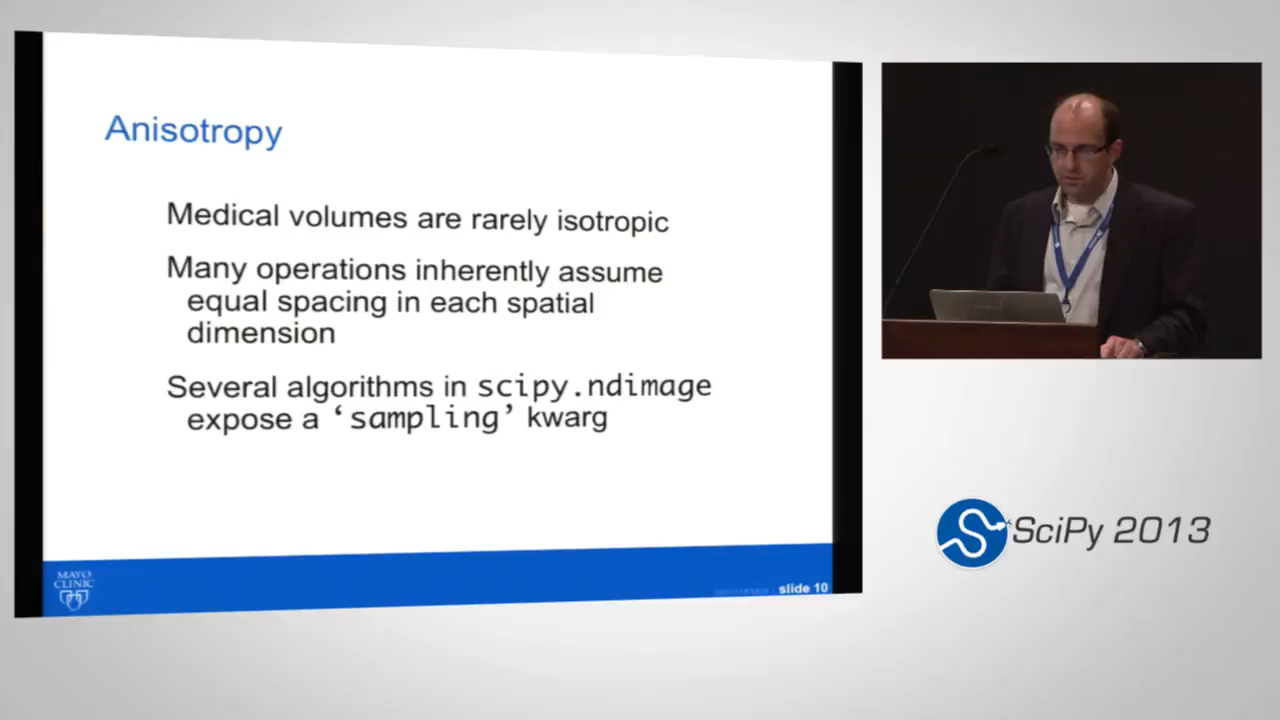 Anisotropy
Medical volumes are rarely isotropic
Many operations inherently assume
equal spacing in each spatial
dimension
Several algorithms in scipy.ndimage
expose a ‘sampling’ kwarg
MAYO
CLINIC
slide 10
SciPy 2013